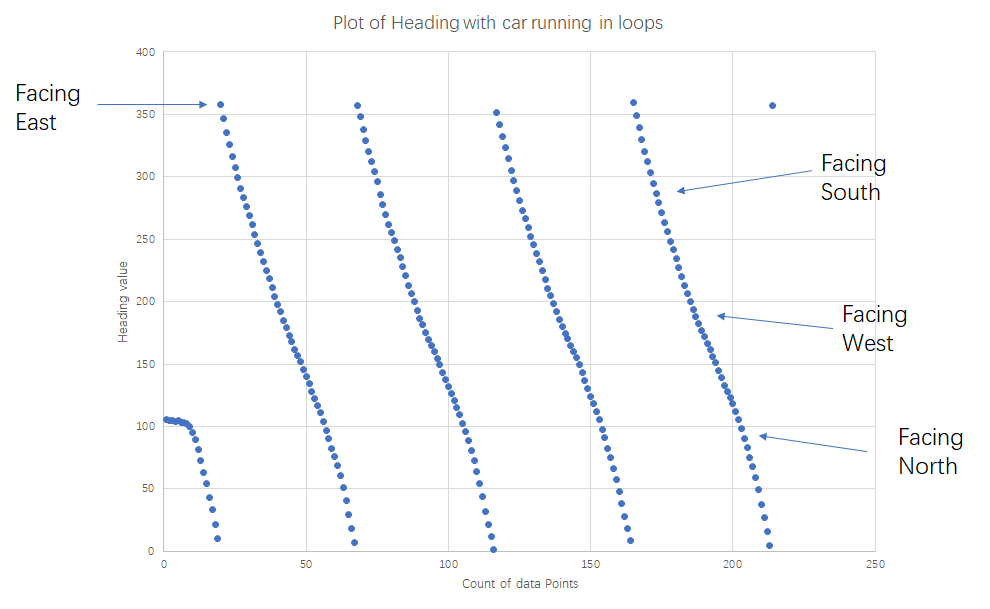 Plot of Heading with car running in loops
Facing
East
Facing
South
Facing
West
Facing
North
Heading value
400
350
300
250
200
150
100
50
0
0 50 100 150 200 250
Count of data Points